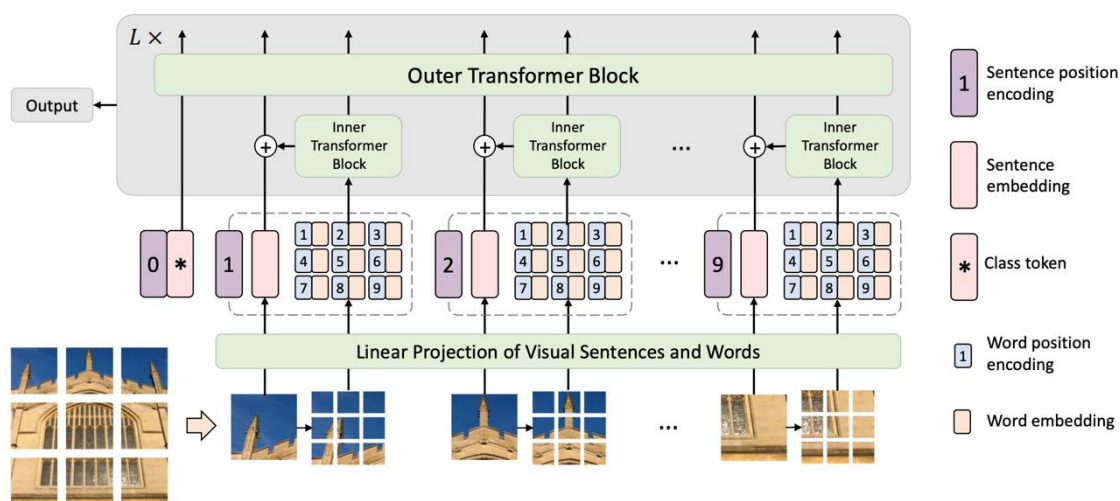 L ×
Outer Transformer Block
Output
Inner
Transformer
Block
Inner
Transformer
Block
...
Inner
Transformer
Block
0 *
1
1 2 3
4 5 6
7 8 9
2
1 2 3
4 5 6
7 8 9
...
9
1 2 3
4 5 6
7 8 9
Linear Projection of Visual Sentences and Words
...
1
Sentence position
encoding
Sentence
embedding
*
Class token
1
Word position
encoding
Word embedding